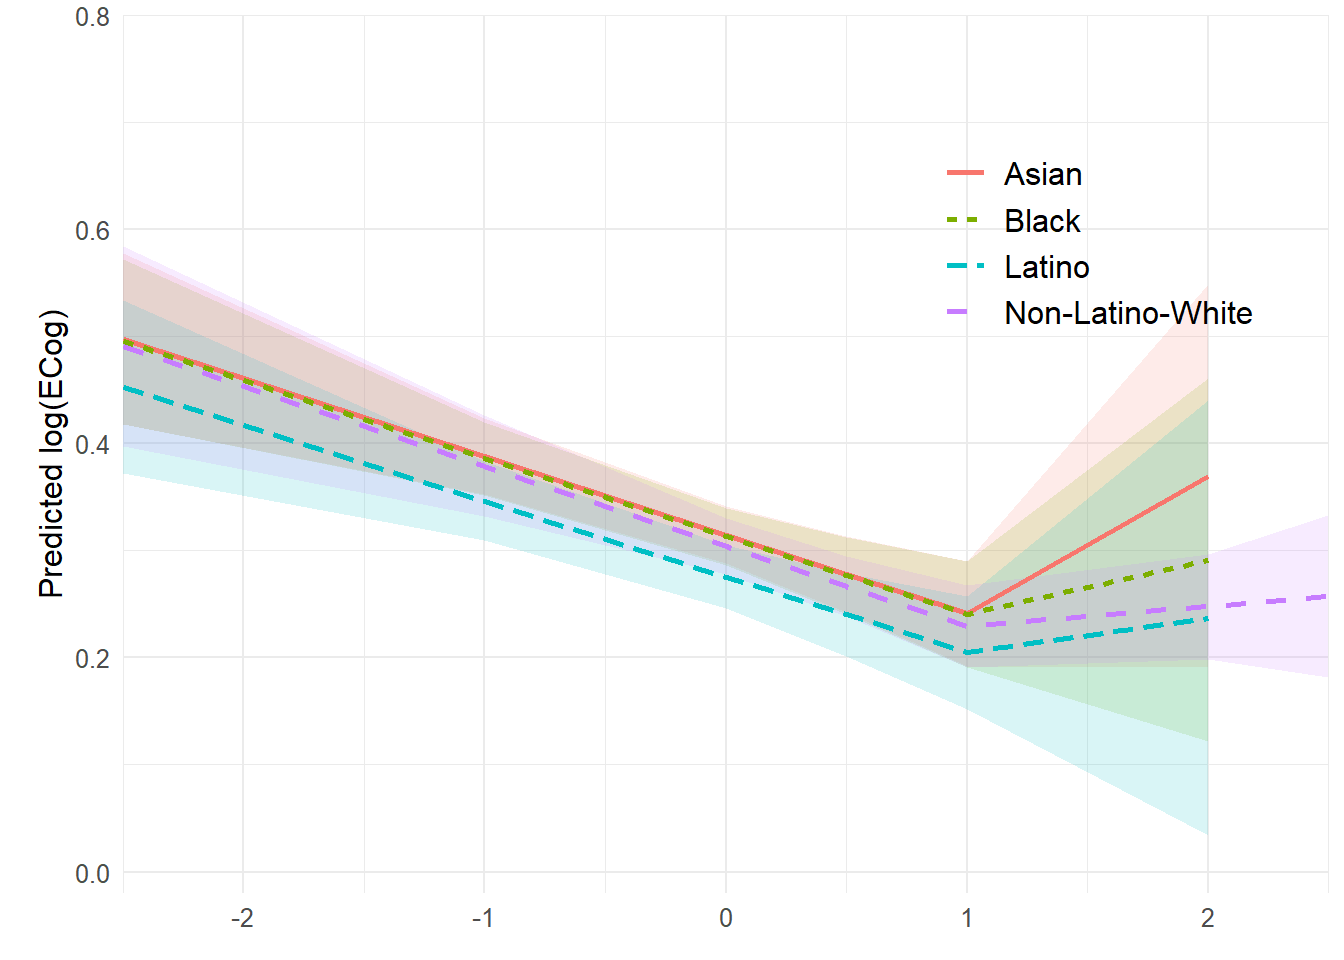 0.8
0.6
0.4
0.2
0.0
Predicted log(ECog)
Asian
Black
Latino
Non-Latino-White
-2 -1 0 1 2